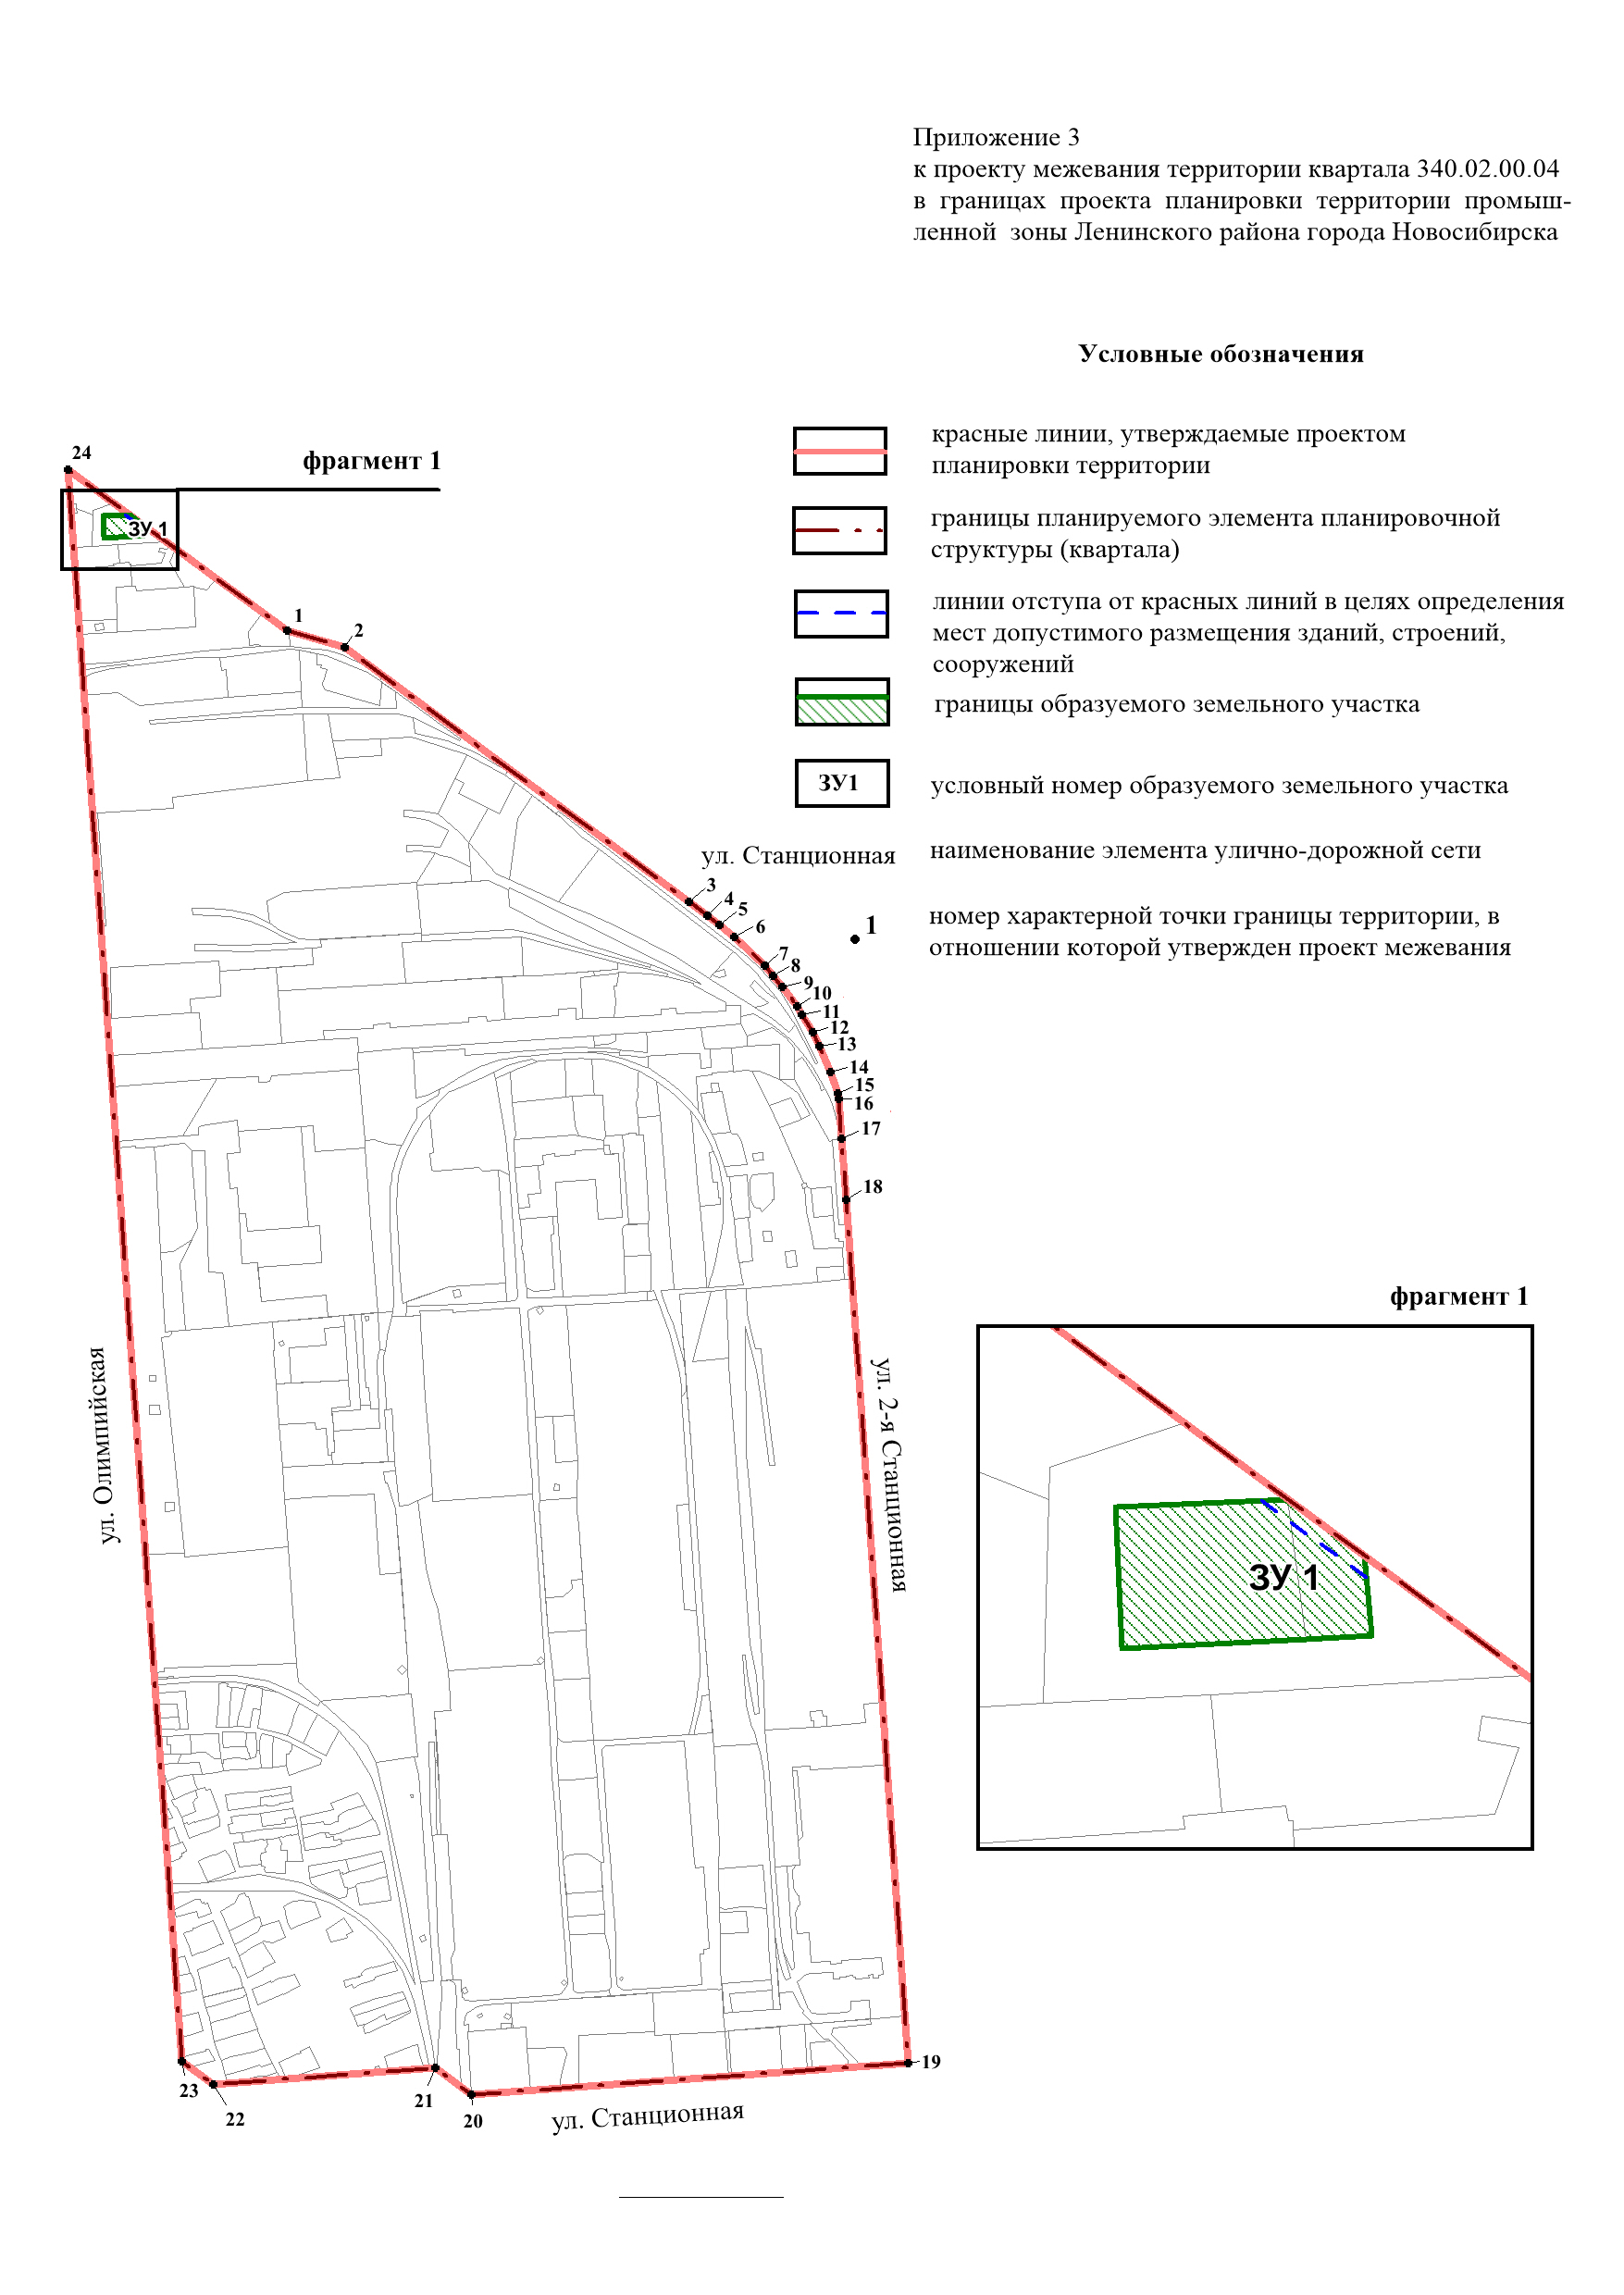 Приложение 3
к проекту межевания территории квартала 340.02.00.04
в границах проекта планировки территории промыш-
ленной зоны Ленинского района города Новосибирска
Условные обозначения
красные линии, утверждаемые проектом
планировки территории
границы планируемого элемента планировочной
структуры (квартала)
линии отступа от красных линий в целях определения
мест допустимого размещения зданий, строений,
сооружений
границы образуемого земельного участка
ЗУ1
условный номер образуемого земельного участка
ул. Станционная
наименование элемента улично-дорожной сети
1
номер характерной точки границы территории, в
отношении которой утвержден проект межевания
24
фрагмент 1
ЗУ 1
1
2
3
4
5
6
7
8
9
10
11
12
13
14
15
16
17
18
ул. Олимпийская
ул. 2-я Станционная
фрагмент 1
ЗУ 1
19
20
21
22
23
ул. Станционная